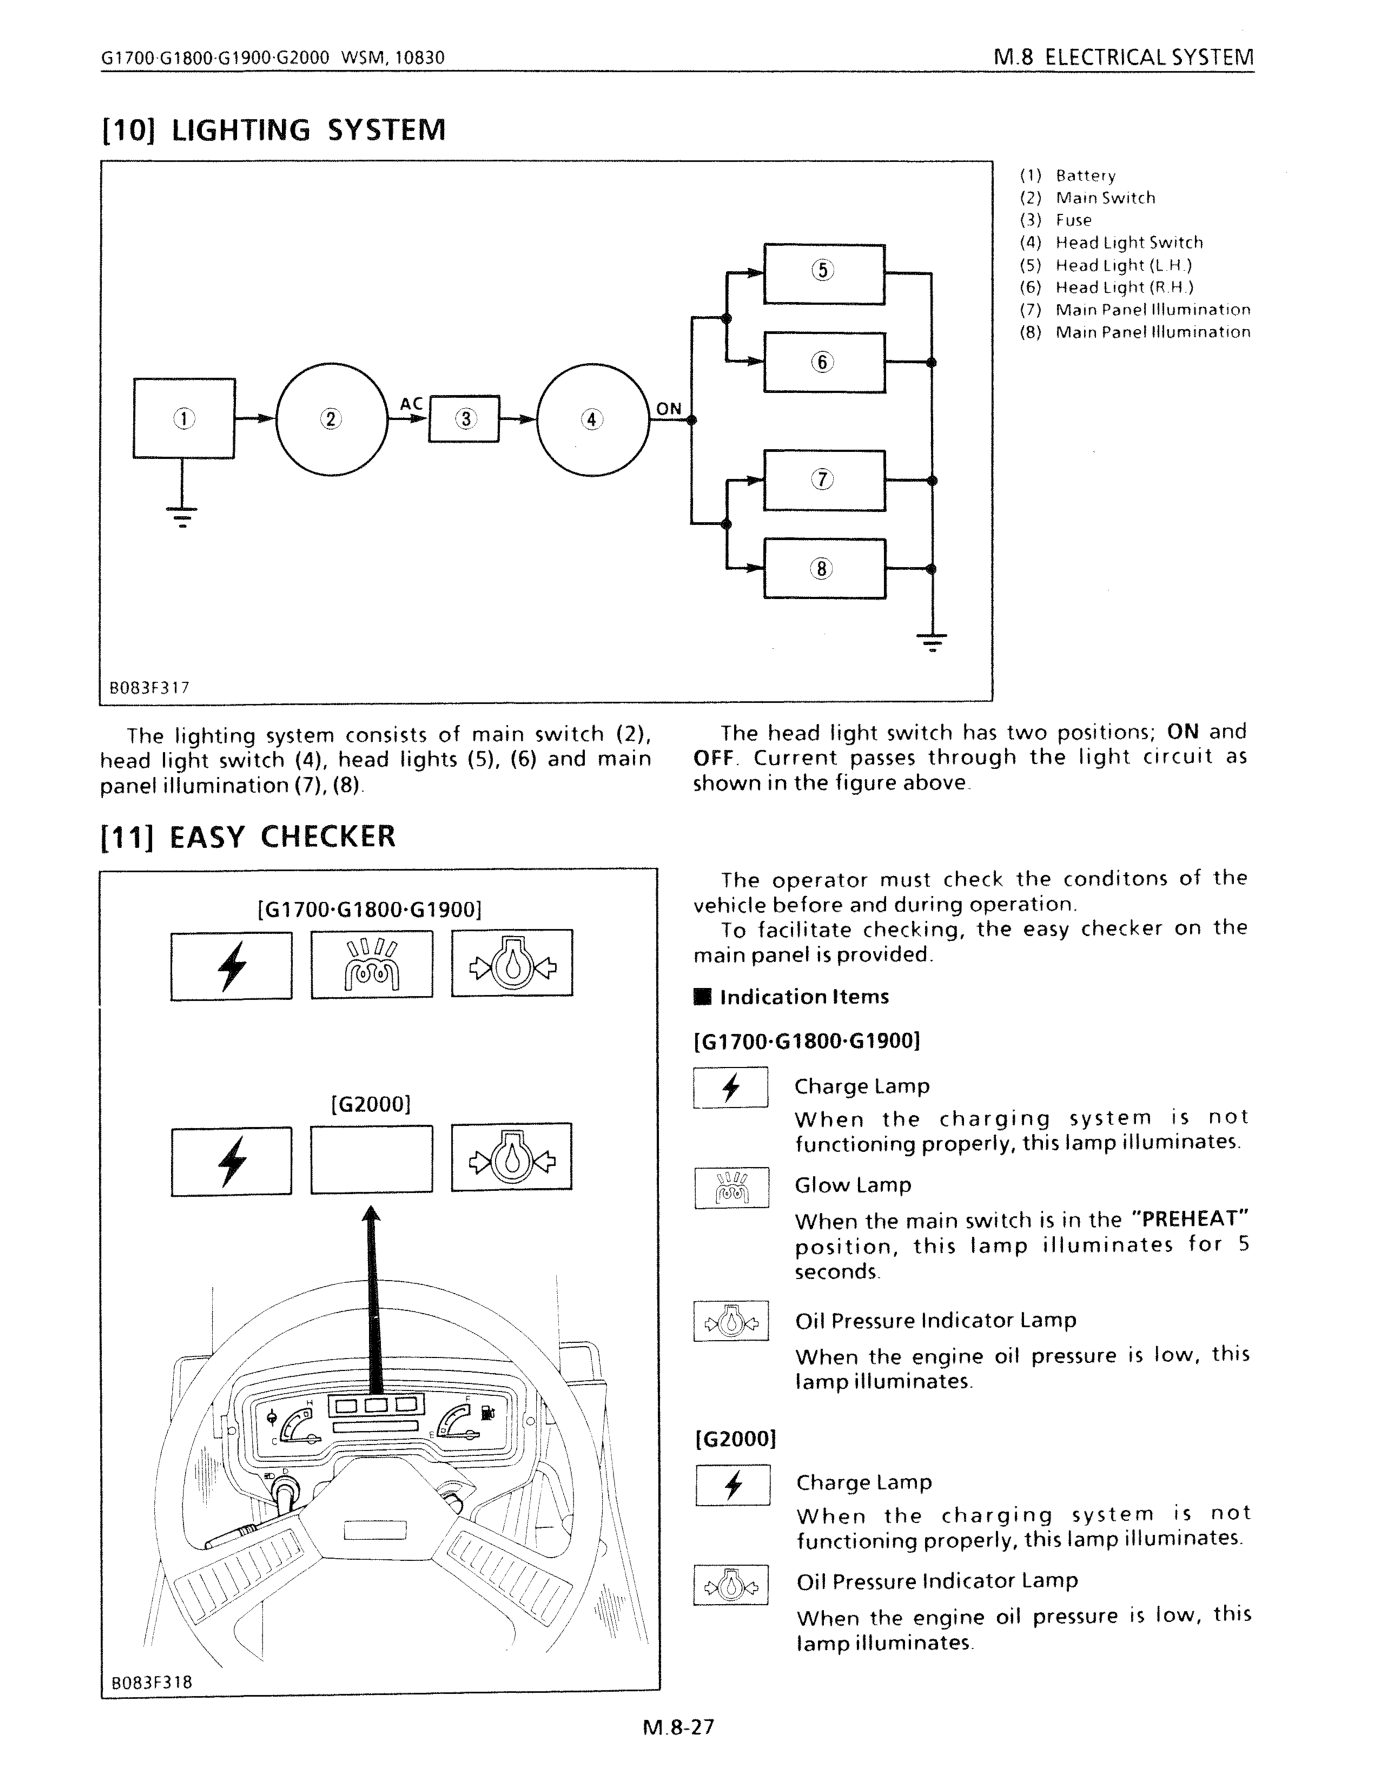 G1700·G1800·G1900·G2000 WSM, 10830
M.8 ELECTRICAL SYSTEM
[10] LIGHTING SYSTEM
(1) Battery
(2) Main Switch
(3) Fuse
(4) Head Light Switch
(5) Head Light (L.H.)
(6) Head Light (R.H.)
(7) Main Panel Illumination
(8) Main Panel Illumination
① ② AC ③ ④ ON
⑤
⑥
⑦
⑧
B083F317
The lighting system consists of main switch (2),
head light switch (4), head lights (5), (6) and main
panel illumination (7), (8).
The head light switch has two positions; ON and
OFF. Current passes through the light circuit as
shown in the figure above.
[11] EASY CHECKER
[G1700·G1800·G1900]
[G2000]
H
C
F
E
D
B083F318
The operator must check the conditons of the
vehicle before and during operation.
To facilitate checking, the easy checker on the
main panel is provided.
■ Indication Items
[G1700·G1800·G1900]
Charge Lamp
When the charging system is not
functioning properly, this lamp illuminates.
Glow Lamp
When the main switch is in the "PREHEAT"
position, this lamp illuminates for 5
seconds.
Oil Pressure Indicator Lamp
When the engine oil pressure is low, this
lamp illuminates.
[G2000]
Charge Lamp
When the charging system is not
functioning properly, this lamp illuminates.
Oil Pressure Indicator Lamp
When the engine oil pressure is low, this
lamp illuminates.
M.8-27